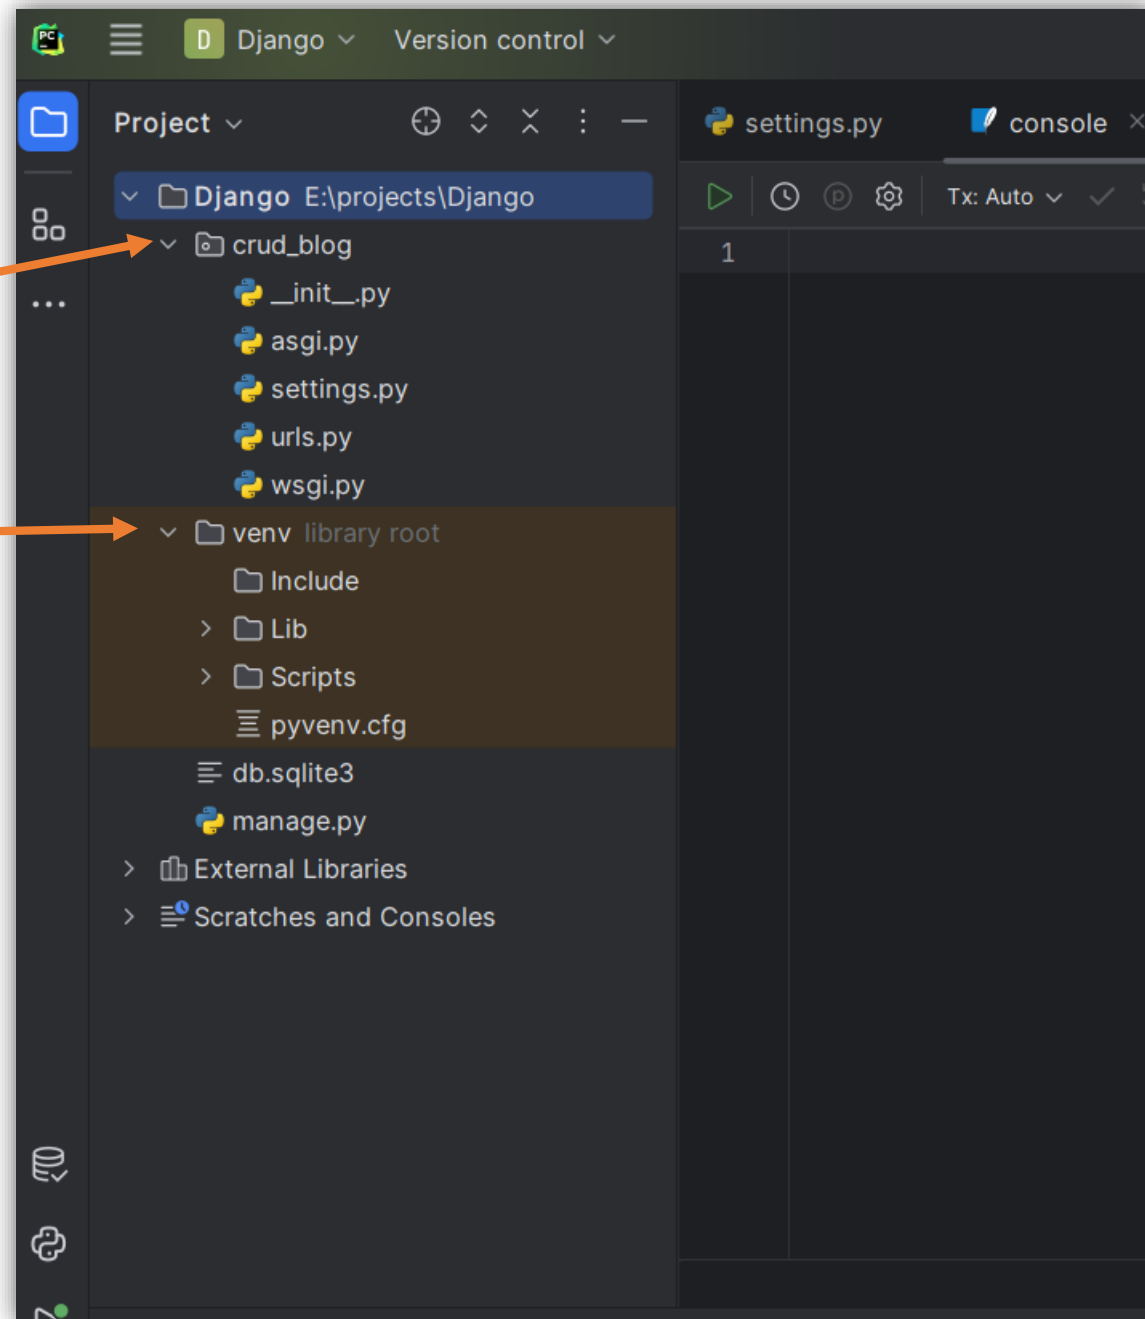 PC
D Django Version control
Project
settings.py console
Django E:\projects\Django
Tx: Auto
crud_blog
1
__init__.py
asgi.py
settings.py
urls.py
wsgi.py
venv library root
Include
Lib
Scripts
pyvenv.cfg
db.sqlite3
manage.py
External Libraries
Scratches and Consoles